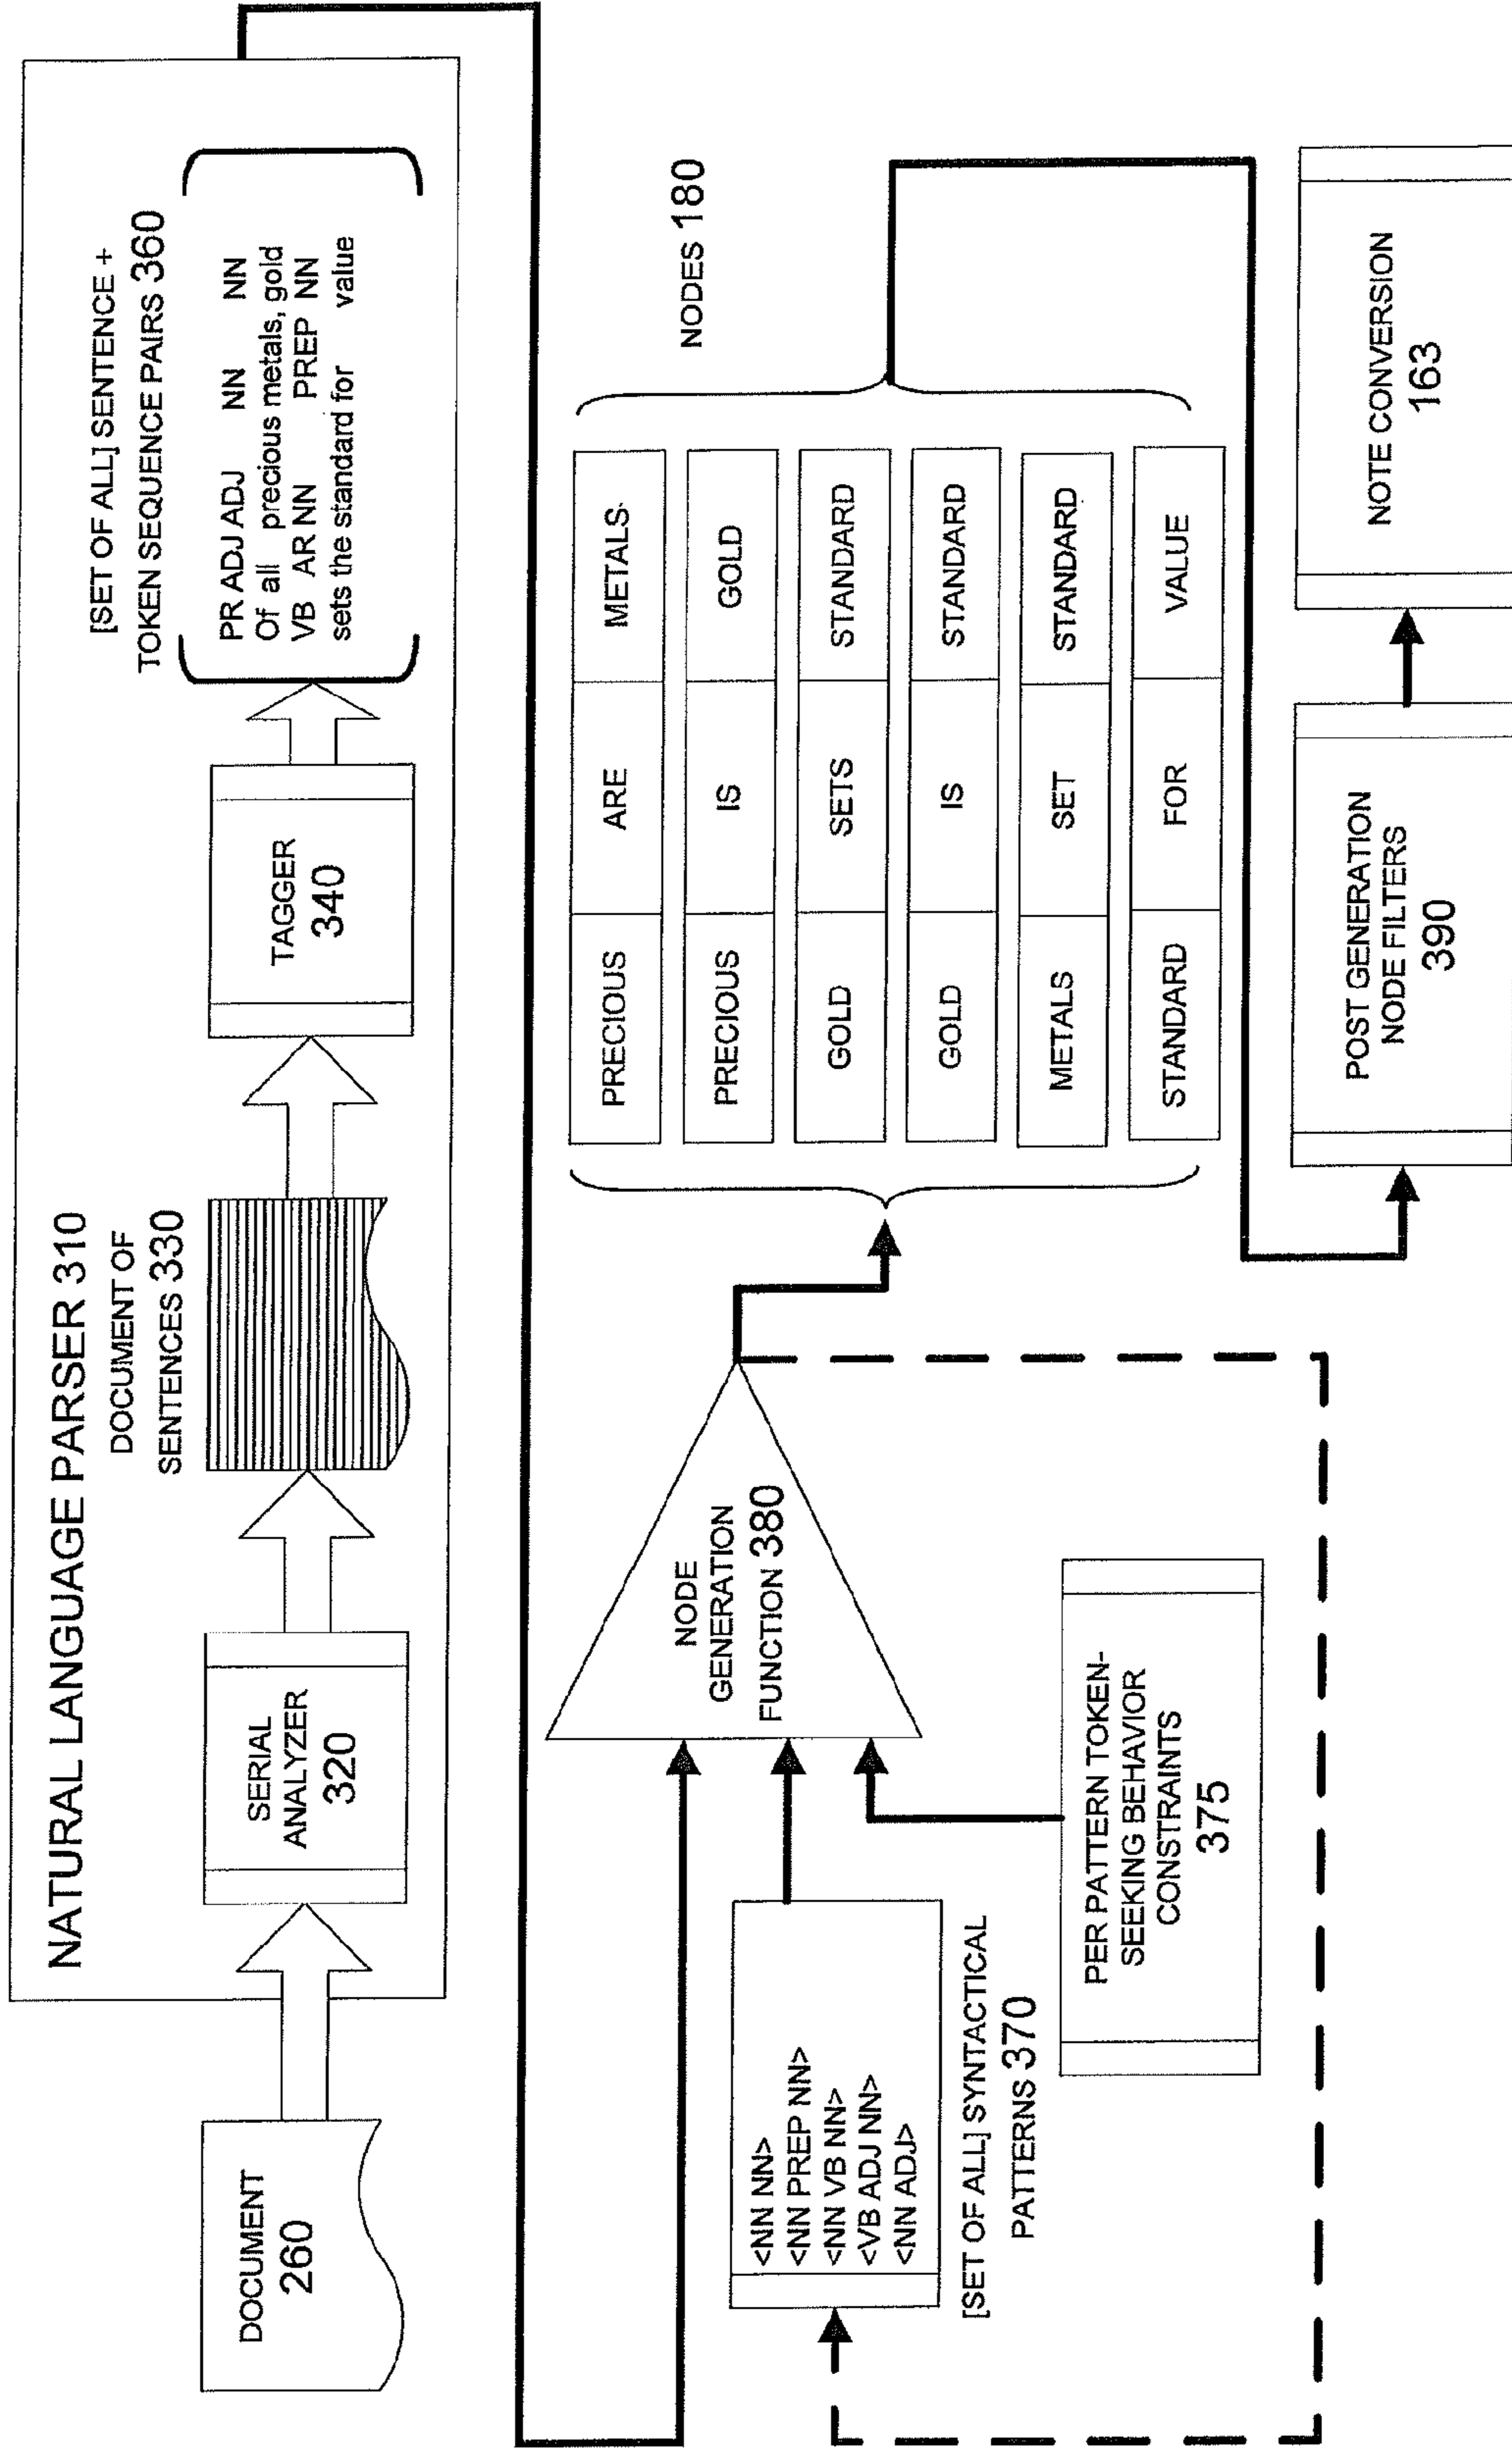 NATURAL LANGUAGE PARSER 310
DOCUMENT
260
SERIAL
ANALYZER
320
DOCUMENT OF
SENTENCES 330
TAGGER
340
[SET OF ALL] SENTENCE +
TOKEN SEQUENCE PAIRS 360
PR ADJ ADJ NN NN
Of all precious metals, gold
VB AR NN PREP NN
sets the standard for value
<NN NN>
<NN PREP NN>
<NN VB NN>
<VB ADJ NN>
<NN ADJ>
[SET OF ALL] SYNTACTICAL
PATTERNS 370
PER PATTERN TOKEN-
SEEKING BEHAVIOR
CONSTRAINTS
375
NODE
GENERATION
FUNCTION 380
PRECIOUS ARE METALS
PRECIOUS IS GOLD
GOLD SETS STANDARD
GOLD IS STANDARD
METALS SET STANDARD
STANDARD FOR VALUE
NODES 180
POST GENERATION
NODE FILTERS
390
NOTE CONVERSION
163